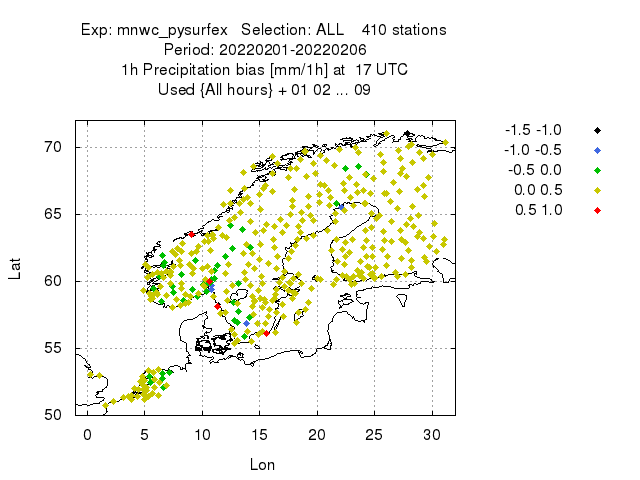 Exp: mnwc_pysurfex   Selection: ALL    410 stations
Period: 20220201-20220206
1h Precipitation bias [mm/1h] at  17 UTC
Used {All hours} + 01 02 ... 09
-1.5 -1.0
-1.0 -0.5
-0.5 0.0
0.0 0.5
0.5 1.0
70
65
60
55
50
Lat
0 5 10 15 20 25 30
Lon